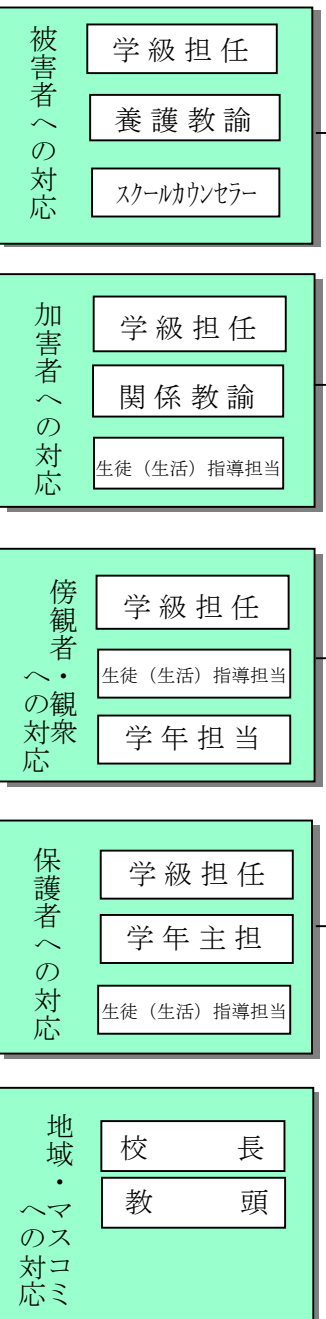 被害者への対応
学級担任
養護教諭
スクールカウンセラー
加害者への対応
学級担任
関係教諭
生徒（生活）指導担当
傍観者・観衆
への対応
学級担任
生徒（生活）指導担当
学年担当
保護者への対応
学級担任
学年主担
生徒（生活）指導担当
地域・マスコミ
への対応
校長
教頭